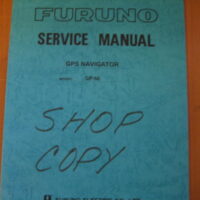 FURUNO
SERVICE MANUAL
GPS NAVIGATOR
SHOP
COPY